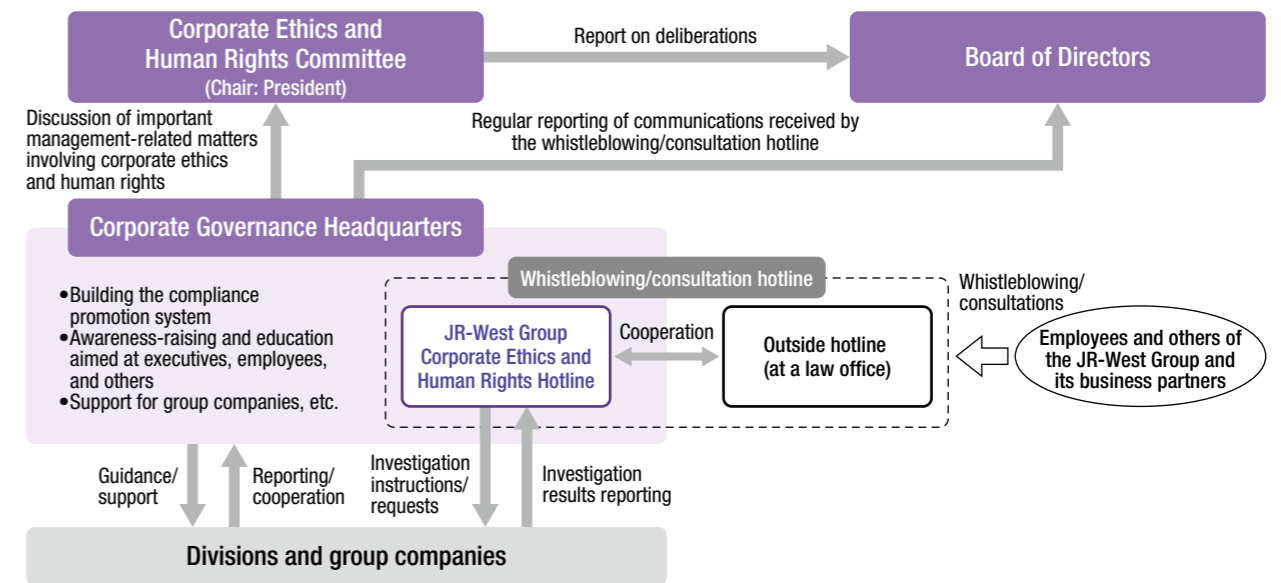 Corporate Ethics and
Human Rights Committee
(Chair: President)
Report on deliberations
Board of Directors
Discussion of important
management-related matters
involving corporate ethics
and human rights
Regular reporting of communications received by
the whistleblowing/consultation hotline
Corporate Governance Headquarters
•Building the compliance
promotion system
•Awareness-raising and education
aimed at executives, employees,
and others
•Support for group companies, etc.
Whistleblowing/consultation hotline
JR-West Group
Corporate Ethics and
Human Rights Hotline
Cooperation
Outside hotline
(at a law office)
Whistleblowing/
consultations
Employees and others of
the JR-West Group and
its business partners
Guidance/
support
Reporting/
cooperation
Investigation
instructions/
requests
Investigation
results reporting
Divisions and group companies